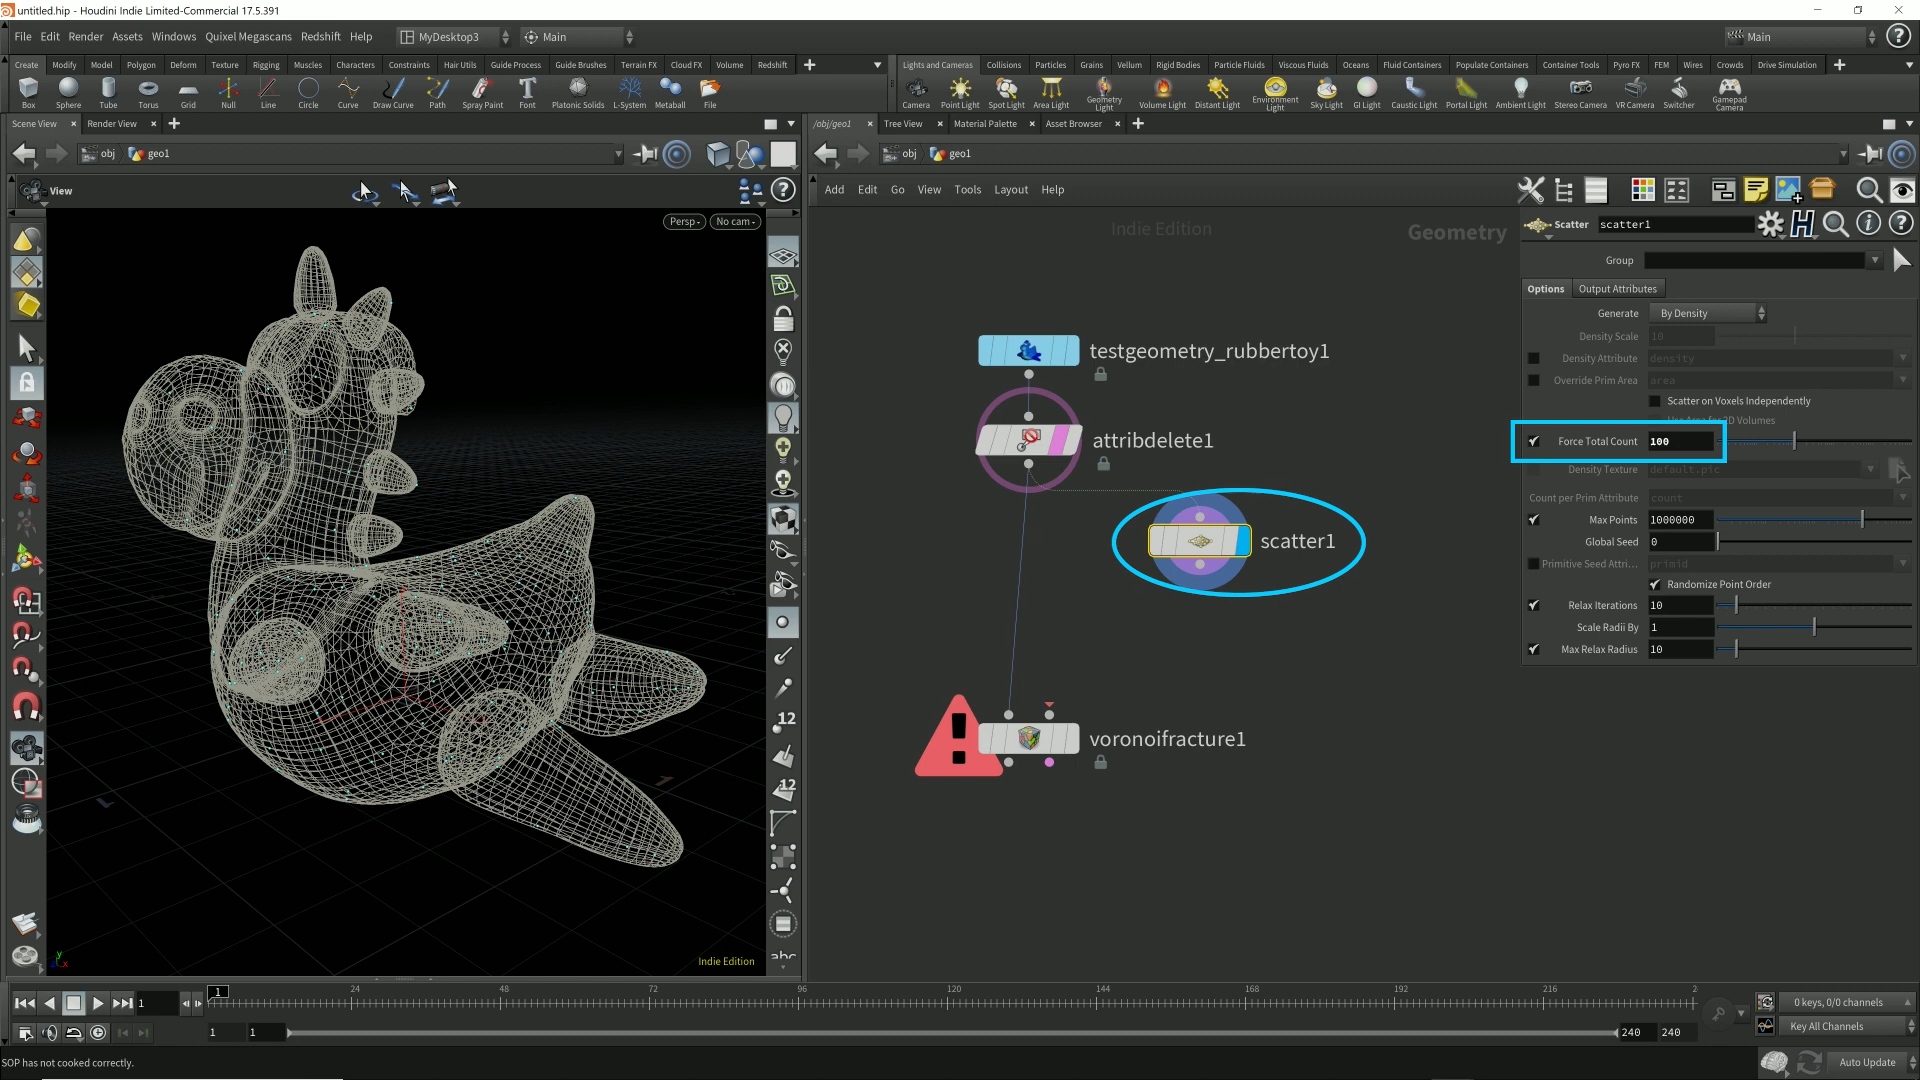 untitled.hip - Houdini Indie Limited-Commercial 17.5.391
File Edit Render Assets Windows Quixel Megascans Redshift Help MyDesktop3 Main Main
Create Modify Model Polygon Deform Texture Rigging Muscles Characters Constraints Hair Utils Guide Process Guide Brushes Terrain FX Cloud FX Volume Redshift
Lights and Cameras Collisions Particles Grains Vellum Rigid Bodies Particle Fluids Viscous Fluids Oceans Fluid Containers Populate Containers Container Tools Pyro FX FEM Wires Crowds Drive Simulation
Box Sphere Tube Torus Grid Null Line Circle Curve Draw Curve Path Spray Paint Font Platonic Solids L-System Metaball File
Camera Point Light Spot Light Area Light Geometry Light Volume Light Distant Light Environment Light Sky Light GI Light Caustic Light Portal Light Ambient Light Stereo Camera VR Camera Switcher Gamepad Camera
Scene View Render View
/obj/geo1 Tree View Material Palette Asset Browser
obj geo1
obj geo1
View
Add Edit Go View Tools Layout Help
Persp No cam
Indie Edition
Geometry
Scatter scatter1
Group
Options Output Attributes
Generate By Density
Density Scale 10
Density Attribute density
Override Prim Area area
Scatter on Voxels Independently
Use Area for 2D Volumes
Force Total Count 100
Density Texture default.pic
Count per Prim Attribute count
Max Points 1000000
Global Seed 0
Primitive Seed Attri... primid
Randomize Point Order
Relax Iterations 10
Scale Radii By 1
Max Relax Radius 10
testgeometry_rubbertoy1
attribdelete1
scatter1
voronoifracture1
12
12
abc
y
x
Indie Edition
1 1 24 48 72 96 120 144 168 192 216 2
0 keys, 0/0 channels
1 1 240 240
Key All Channels
SOP has not cooked correctly.
Auto Update